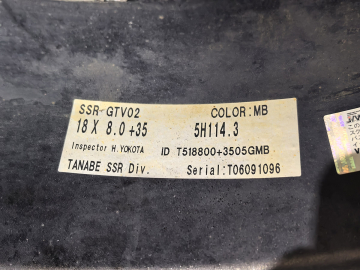 SSR GTV02 COLOR:MB
18 X 8.0 +35 5H114.3
Inspector H.YOKOTA ID T518800+3505GMB
TANABE SSR Div. Serial:T06091096
JWL